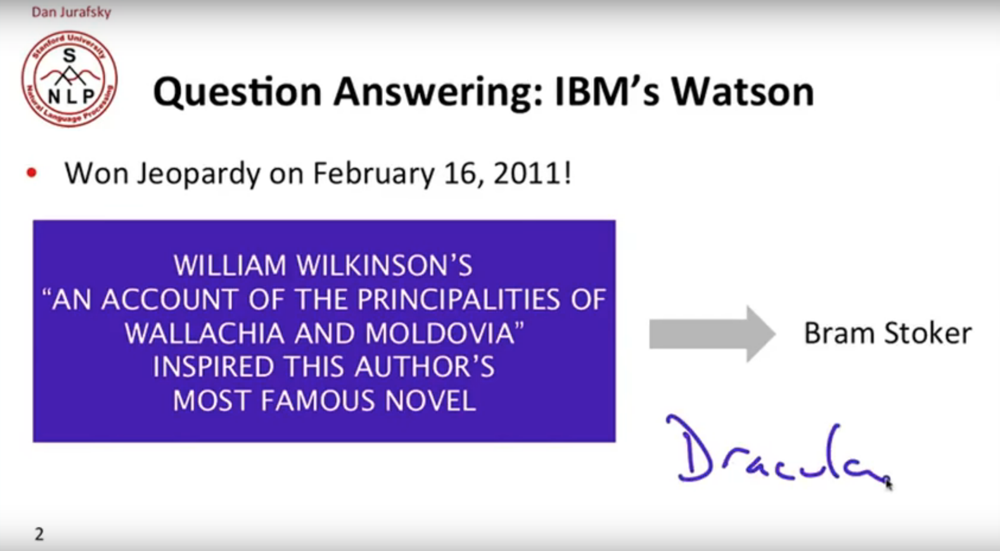 Dan Jurafsky
Stanford University
S
NLP
Natural Language Processing
Question Answering: IBM’s Watson
• Won Jeopardy on February 16, 2011!
WILLIAM WILKINSON’S
“AN ACCOUNT OF THE PRINCIPALITIES OF
WALLACHIA AND MOLDOVIA”
INSPIRED THIS AUTHOR’S
MOST FAMOUS NOVEL
Bram Stoker
Dracula
2